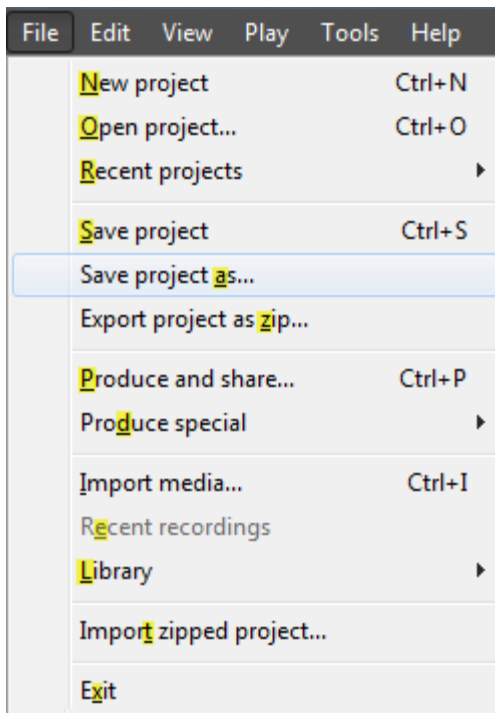 File Edit View Play Tools Help
New project Ctrl+N
Open project... Ctrl+O
Recent projects
Save project Ctrl+S
Save project as...
Export project as zip...
Produce and share... Ctrl+P
Produce special
Import media... Ctrl+I
Recent recordings
Library
Import zipped project...
Exit